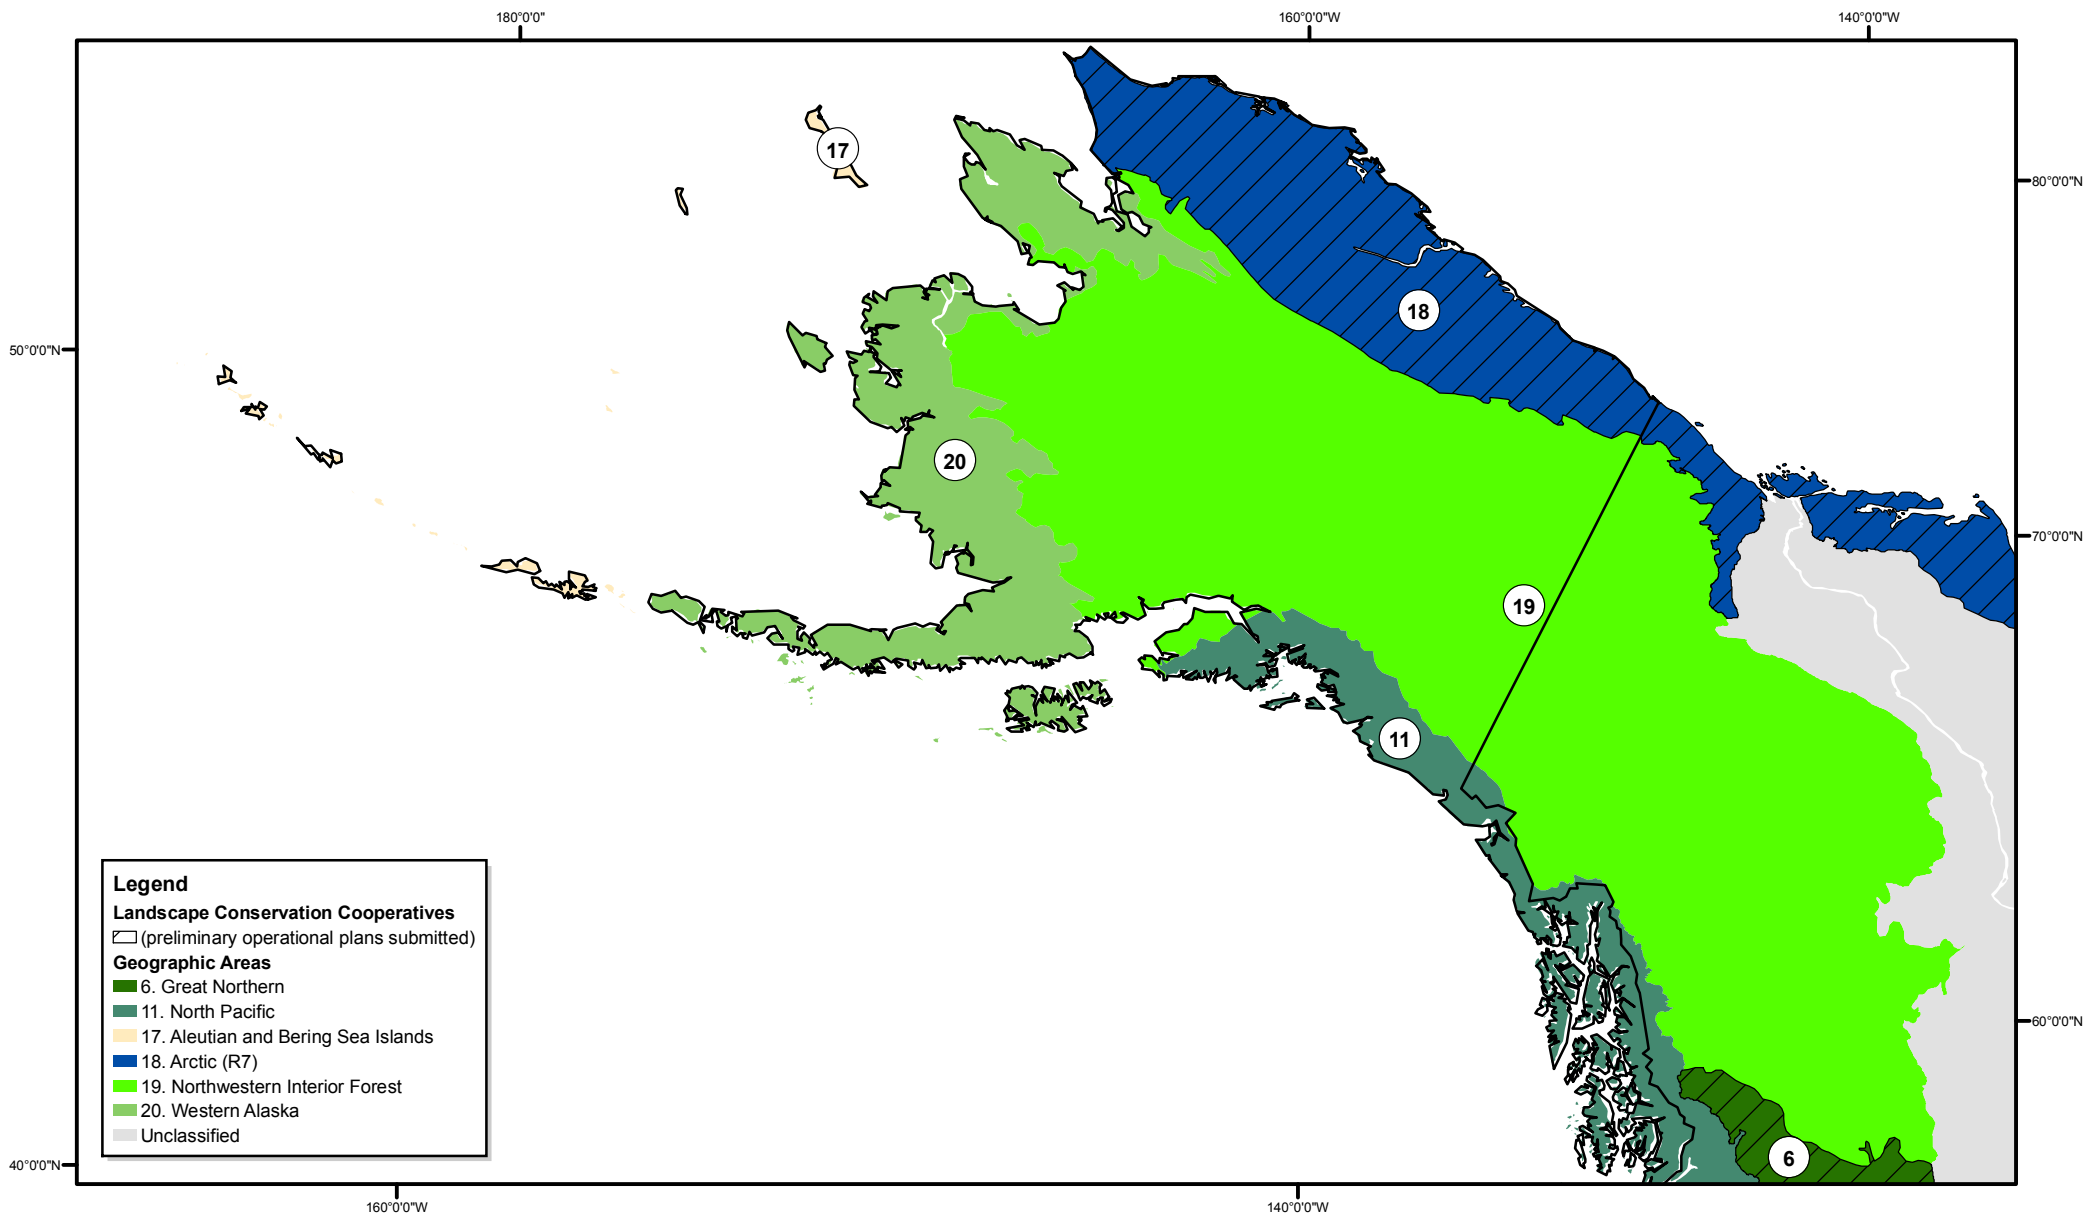 180°0'0"
160°0'0"W
140°0'0"W
17
80°0'0"N
18
50°0'0"N
20
70°0'0"N
19
11
Legend
Landscape Conservation Cooperatives
(preliminary operational plans submitted)
Geographic Areas
6. Great Northern
11. North Pacific
17. Aleutian and Bering Sea Islands
18. Arctic (R7)
19. Northwestern Interior Forest
20. Western Alaska
Unclassified
60°0'0"N
6
40°0'0"N
160°0'0"W
140°0'0"W